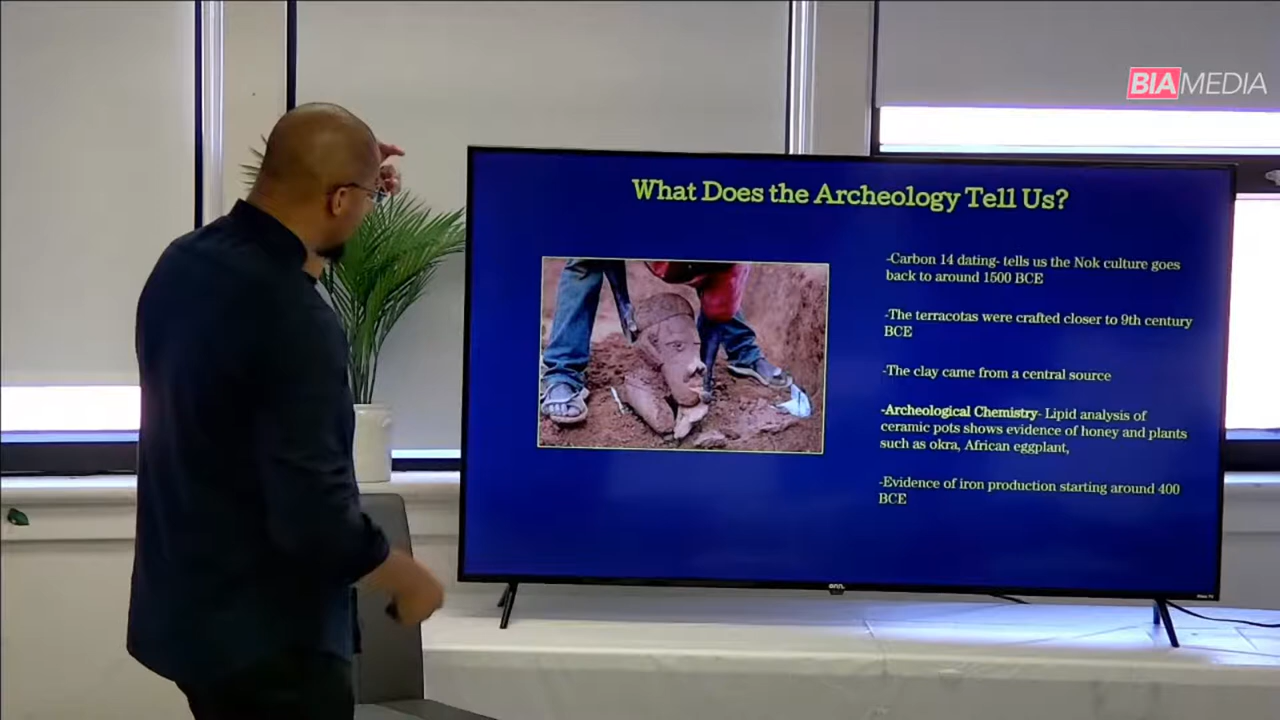 BIAMEDIA
What Does the Archeology Tell Us?
-Carbon 14 dating- tells us the Nok culture goes
back to around 1500 BCE
-The terracotas were crafted closer to 9th century
BCE
-The clay came from a central source
-Archeological Chemistry- Lipid analysis of
ceramic pots shows evidence of honey and plants
such as okra, African eggplant,
-Evidence of iron production starting around 400
BCE
onn.